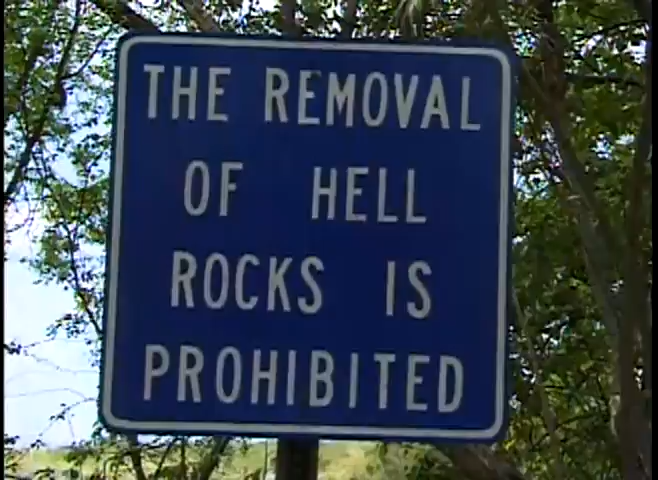 THE REMOVAL
OF HELL
ROCKS IS
PROHIBITED